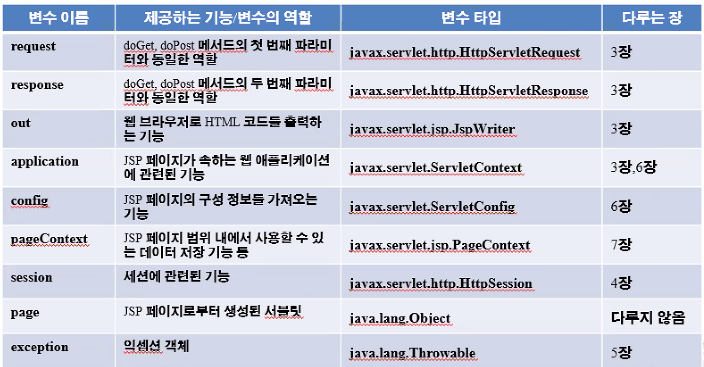 변수 이름 제공하는 기능/변수의 역할 변수 타입 다루는 장
request doGet, doPost 메서드의 첫 번째 파라미 javax.servlet.http.HttpServletRequest 3장
터와 동일한 역할
response doGet, doPost 메서드의 두 번째 파라미 javax.servlet.http.HttpServletResponse 3장
터와 동일한 역할
out 웹 브라우저로 HTML 코드를 출력하 javax.servlet.jsp.JspWriter 3장
는 기능
application JSP 페이지가 속하는 웹 애플리케이션 javax.servlet.ServletContext 3장,6장
에 관련된 기능
config JSP 페이지의 구성 정보를 가져오는 javax.servlet.ServletConfig 6장
기능
pageContext JSP 페이지 범위 내에서 사용할 수 있 javax.servlet.jsp.PageContext 7장
는 데이터 저장 기능 등
session 세션에 관련된 기능 javax.servlet.http.HttpSession 4장
page JSP 페이지로부터 생성된 서블릿 java.lang.Object 다루지 않음
exception 익셉션 객체 java.lang.Throwable 5장